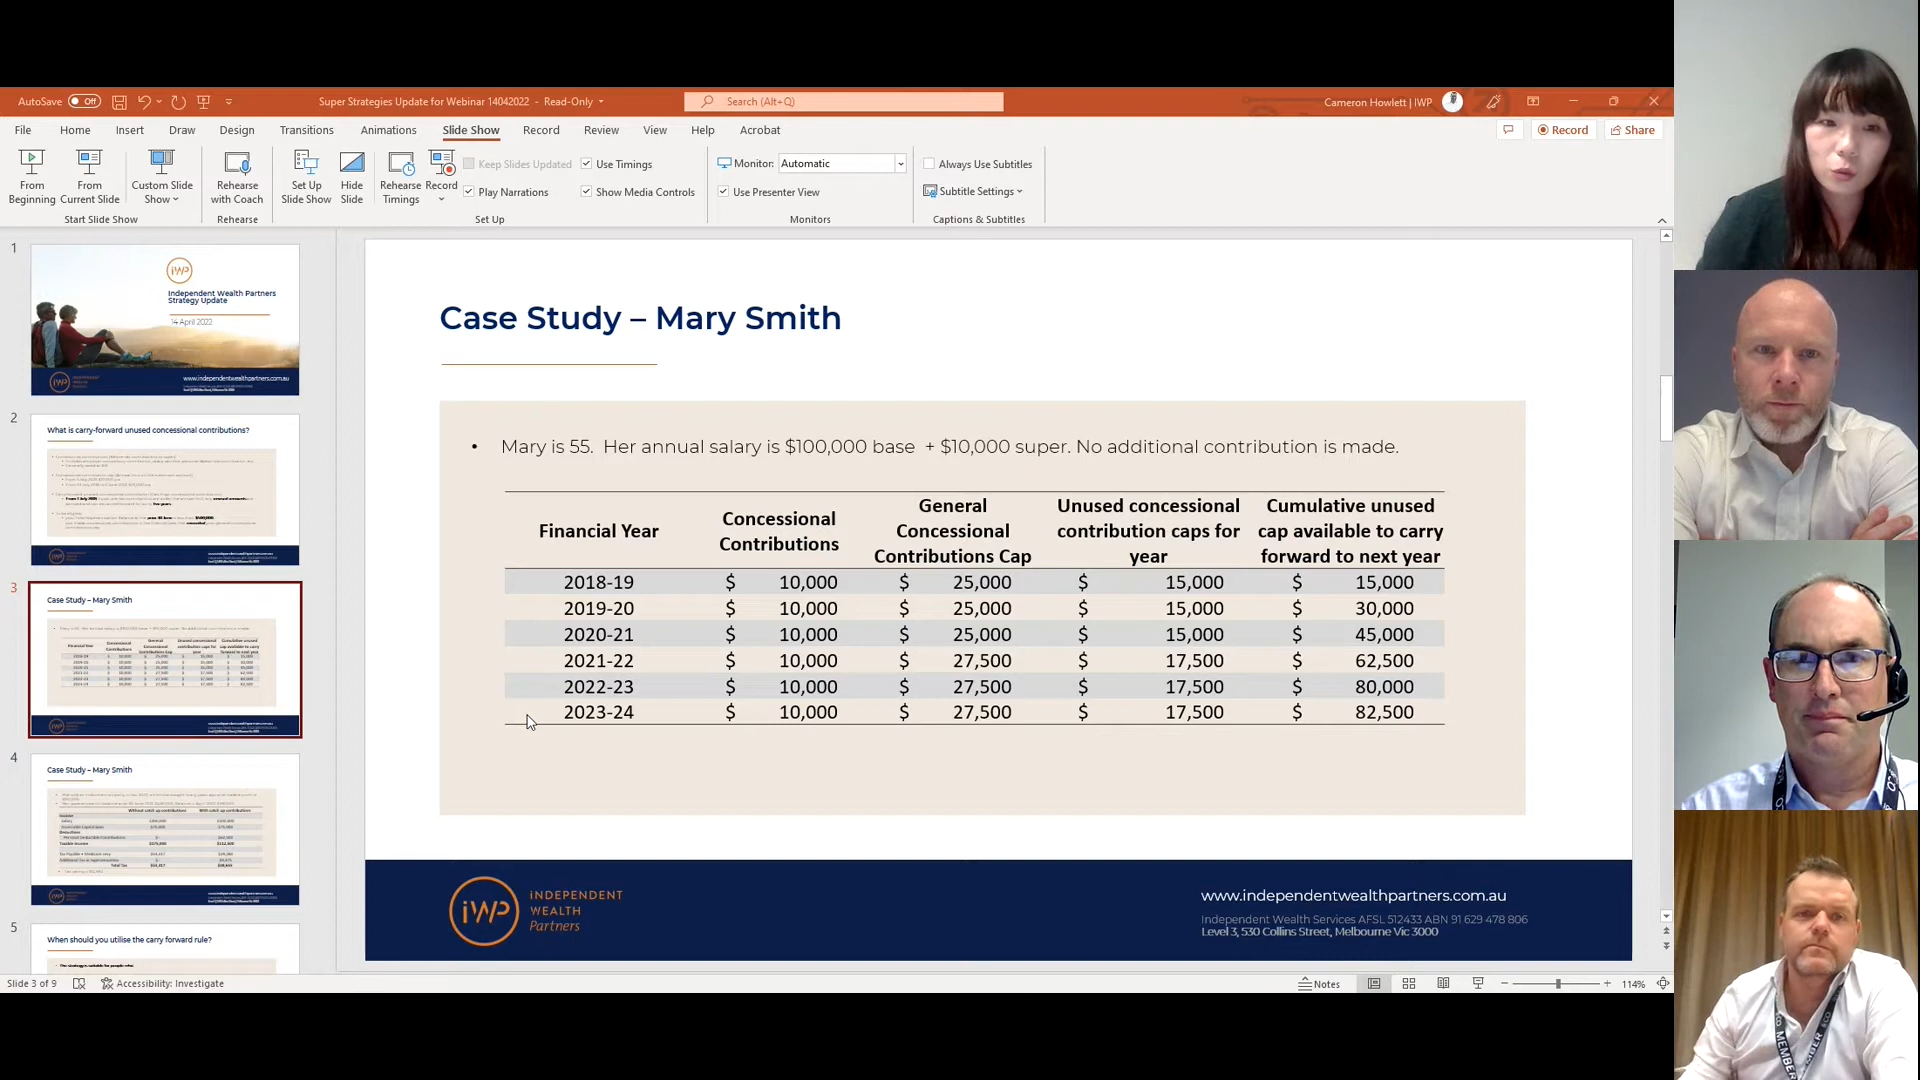 AutoSave Off
Super Strategies Update for Webinar 14042022 - Read-Only
Search (Alt+Q)
Cameron Howlett | IWP
File Home Insert Draw Design Transitions Animations Slide Show Record Review View Help Acrobat
Record Share
From Beginning
From Current Slide
Custom Slide Show
Start Slide Show
Rehearse with Coach
Rehearse
Set Up Slide Show
Hide Slide
Rehearse Timings
Record
Keep Slides Updated
Play Narrations
Use Timings
Show Media Controls
Set Up
Monitor: Automatic
Use Presenter View
Monitors
Always Use Subtitles
Subtitle Settings
Captions & Subtitles
1
iWP
Independent Wealth Partners
Strategy Update
14 April 2022
www.independentwealthpartners.com.au
2
What is carry-forward unused concessional contributions?
3
Case Study – Mary Smith
4
Case Study – Mary Smith
5
When should you utilise the carry forward rule?
Case Study – Mary Smith
• Mary is 55. Her annual salary is $100,000 base + $10,000 super. No additional contribution is made.
Financial Year
Concessional Contributions
General Concessional Contributions Cap
Unused concessional contribution caps for year
Cumulative unused cap available to carry forward to next year
2018-19 $ 10,000 $ 25,000 $ 15,000 $ 15,000
2019-20 $ 10,000 $ 25,000 $ 15,000 $ 30,000
2020-21 $ 10,000 $ 25,000 $ 15,000 $ 45,000
2021-22 $ 10,000 $ 27,500 $ 17,500 $ 62,500
2022-23 $ 10,000 $ 27,500 $ 17,500 $ 80,000
2023-24 $ 10,000 $ 27,500 $ 17,500 $ 82,500
iWP
INDEPENDENT
WEALTH
Partners
www.independentwealthpartners.com.au
Independent Wealth Services AFSL 512433 ABN 91 629 478 806
Level 3, 530 Collins Street, Melbourne Vic 3000
Slide 3 of 9
Accessibility: Investigate
Notes
114%
MEMBER